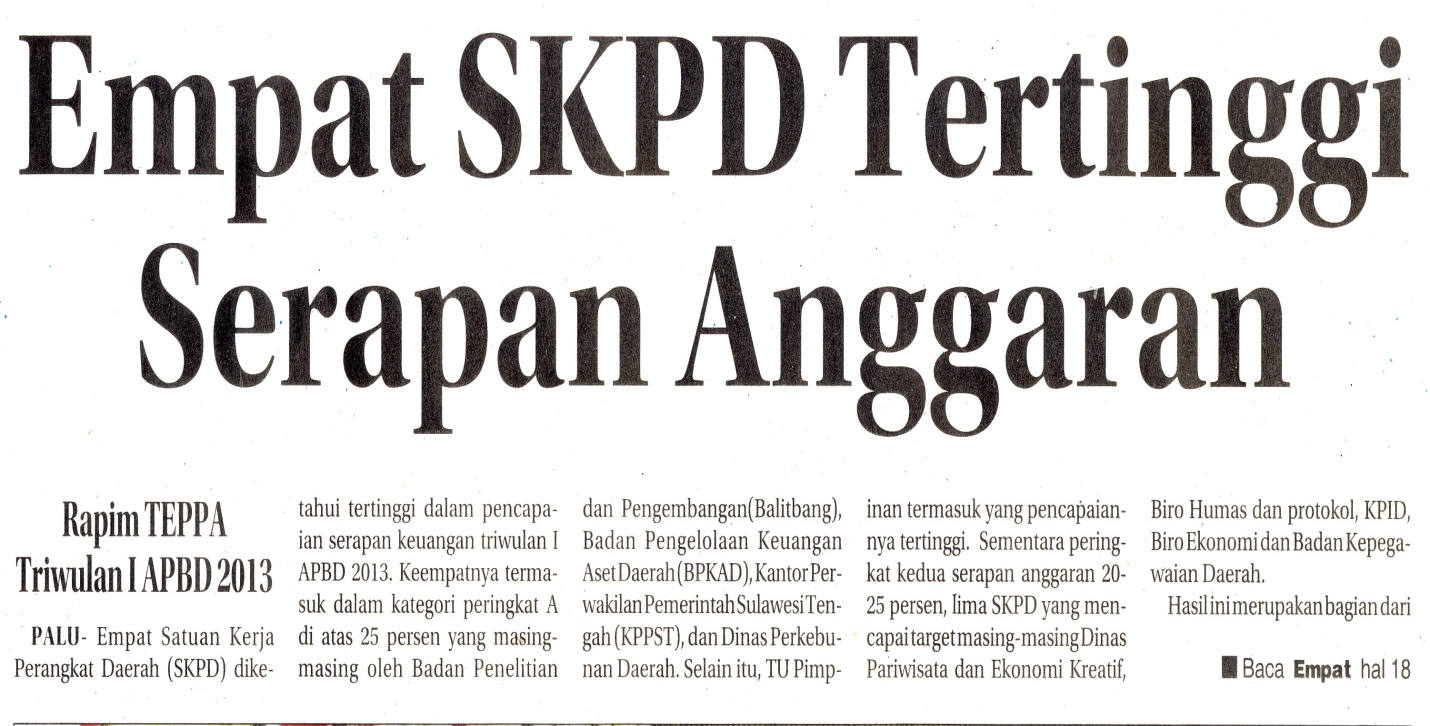 Empat SKPD Tertinggi
Serapan Anggaran
Rapim TEPPA
Triwulan I APBD 2013
PALU- Empat Satuan Kerja
Perangkat Daerah (SKPD) dike-
tahui tertinggi dalam pencapa-
ian serapan keuangan triwulan I
APBD 2013. Keempatnya terma-
suk dalam kategori peringkat A
di atas 25 persen yang masing-
masing oleh Badan Penelitian
dan Pengembangan (Balitbang),
Badan Pengelolaan Keuangan
Aset Daerah (BPKAD), Kantor Per-
wakilan Pemerintah Sulawesi Ten-
gah (KPPST), dan Dinas Perkebu-
nan Daerah. Selain itu, TU Pimp-
inan termasuk yang pencapaian-
nya tertinggi. Sementara pering-
kat kedua serapan anggaran 20-
25 persen, lima SKPD yang men-
capai target masing-masing Dinas
Pariwisata dan Ekonomi Kreatif,
Biro Humas dan protokol, KPID,
Biro Ekonomi dan Badan Kepega-
waian Daerah.
Hasil ini merupakan bagian dari
Baca Empat hal 18